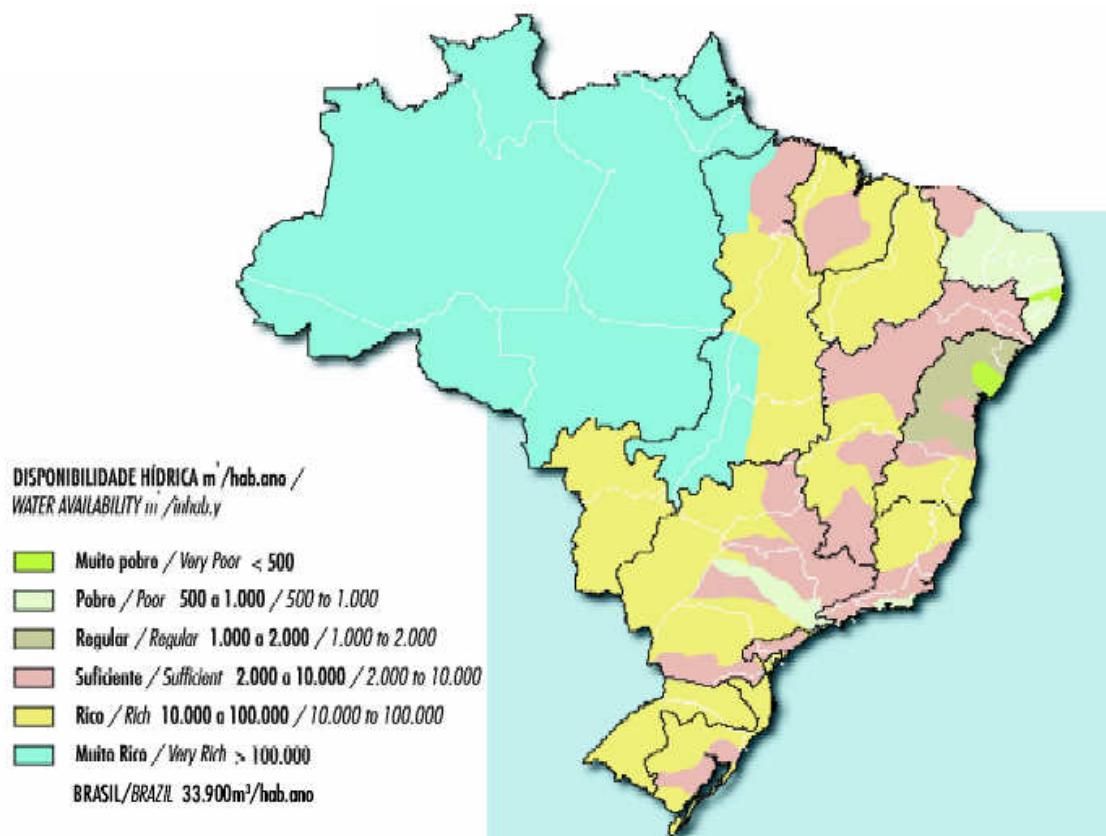 DISPONIBILIDADE HÍDRICA m³/hab.ano /
WATER AVAILABILITY m³/inhab.y
Muito pobre / Very Poor < 500
Pobre / Poor 500 a 1.000 / 500 to 1.000
Regular / Regular 1.000 a 2.000 / 1.000 to 2.000
Suficiente / Sufficient 2.000 a 10.000 / 2.000 to 10.000
Rico / Rich 10.000 a 100.000 / 10.000 to 100.000
Muito Rico / Very Rich > 100.000
BRASIL/BRAZIL 33.900m³/hab.ano